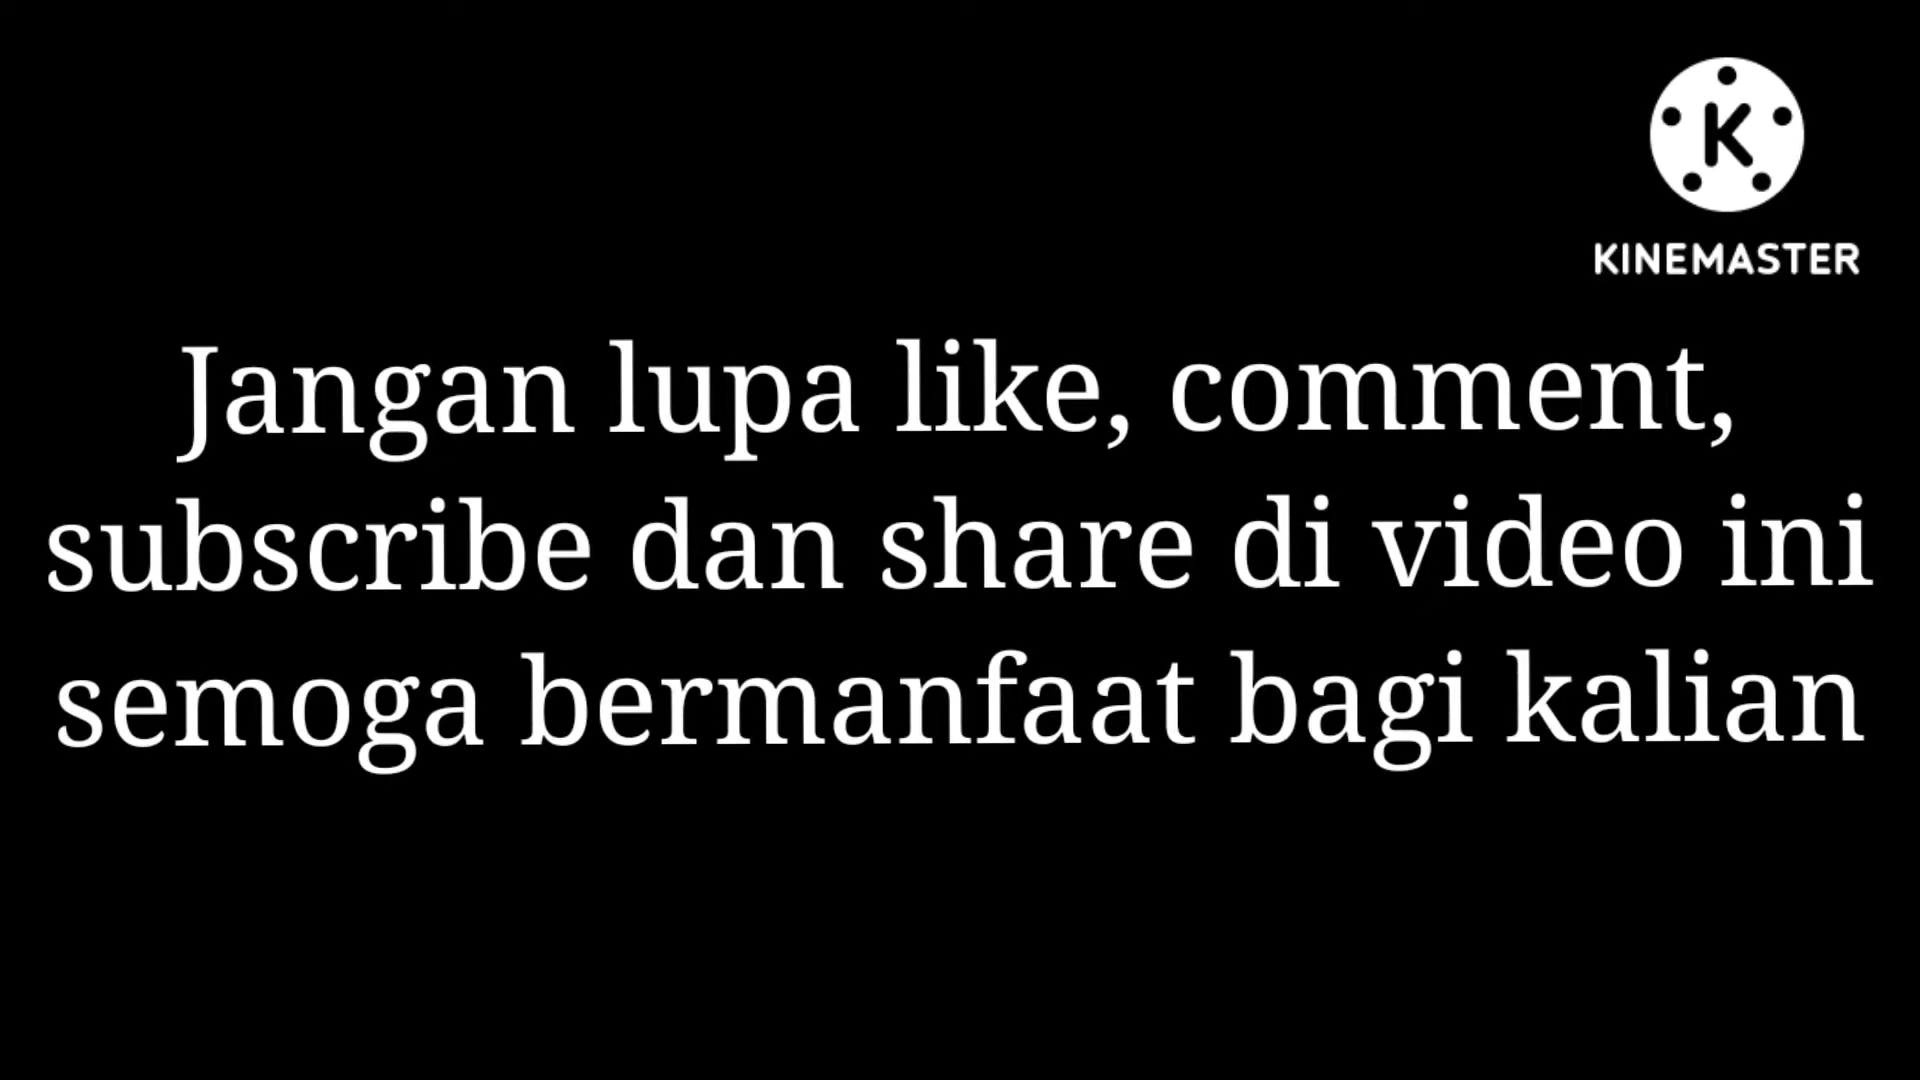 K
KINEMASTER
Jangan lupa like, comment,
subscribe dan share di video ini
semoga bermanfaat bagi kalian